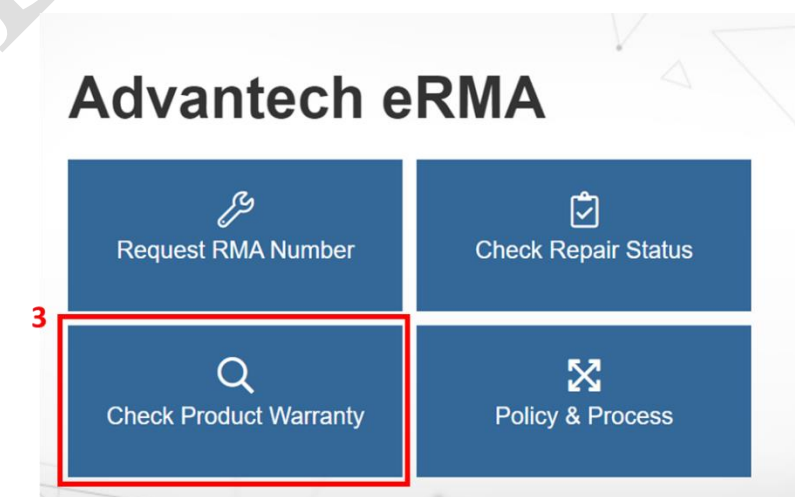 Advantech eRMA
Request RMA Number
Check Repair Status
3
Check Product Warranty
Policy & Process